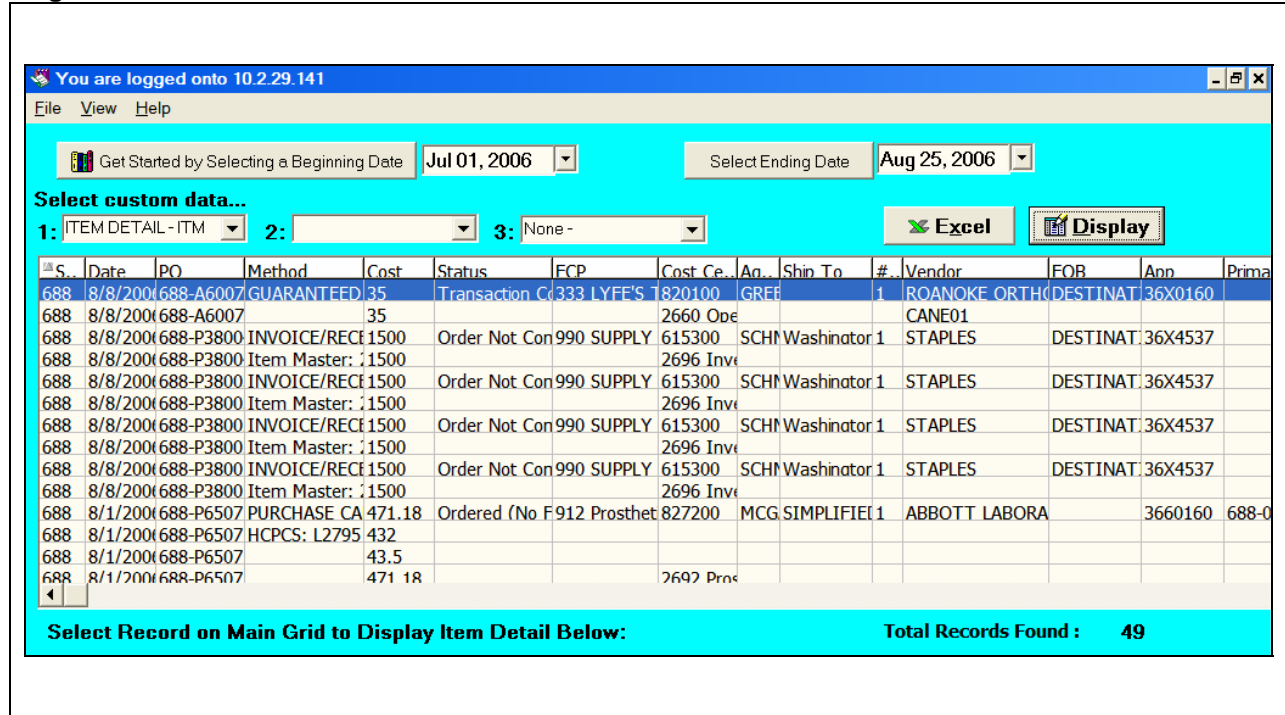 You are logged onto 10.2.29.141
File View Help
Get Started by Selecting a Beginning Date Jul 01, 2006 Select Ending Date Aug 25, 2006
Select custom data...
1: ITEM DETAIL - ITM 2: 3: None - Excel Display
S.. Date PO Method Cost Status FCP Cost Ce.. Ag.. Ship To #.. Vendor FOB App Prima
688 8/8/200 688-A6007 GUARANTEED 35 Transaction Co 333 LYFE'S T 820100 GREE 1 ROANOKE ORTHO DESTINAT 36X0160
688 8/8/200 688-A6007 35 2660 Ope CANE01
688 8/8/200 688-P3800 INVOICE/RECE 1500 Order Not Con 990 SUPPLY 615300 SCHN Washington 1 STAPLES DESTINAT 36X4537
688 8/8/200 688-P3800 Item Master: 1500 2696 Inve
688 8/8/200 688-P3800 INVOICE/RECE 1500 Order Not Con 990 SUPPLY 615300 SCHN Washington 1 STAPLES DESTINAT 36X4537
688 8/8/200 688-P3800 Item Master: 1500 2696 Inve
688 8/8/200 688-P3800 INVOICE/RECE 1500 Order Not Con 990 SUPPLY 615300 SCHN Washington 1 STAPLES DESTINAT 36X4537
688 8/8/200 688-P3800 Item Master: 1500 2696 Inve
688 8/8/200 688-P3800 INVOICE/RECE 1500 Order Not Con 990 SUPPLY 615300 SCHN Washington 1 STAPLES DESTINAT 36X4537
688 8/8/200 688-P3800 Item Master: 1500 2696 Inve
688 8/1/200 688-P6507 PURCHASE CA 471.18 Ordered (No F 912 Prosthet 827200 MCG SIMPLIFIE 1 ABBOTT LABORA 3660160 688-0
688 8/1/200 688-P6507 HCPCS: L2795 432
688 8/1/200 688-P6507 43.5
688 8/1/200 688-P6507 471.18 2692 Pros
Select Record on Main Grid to Display Item Detail Below: Total Records Found : 49